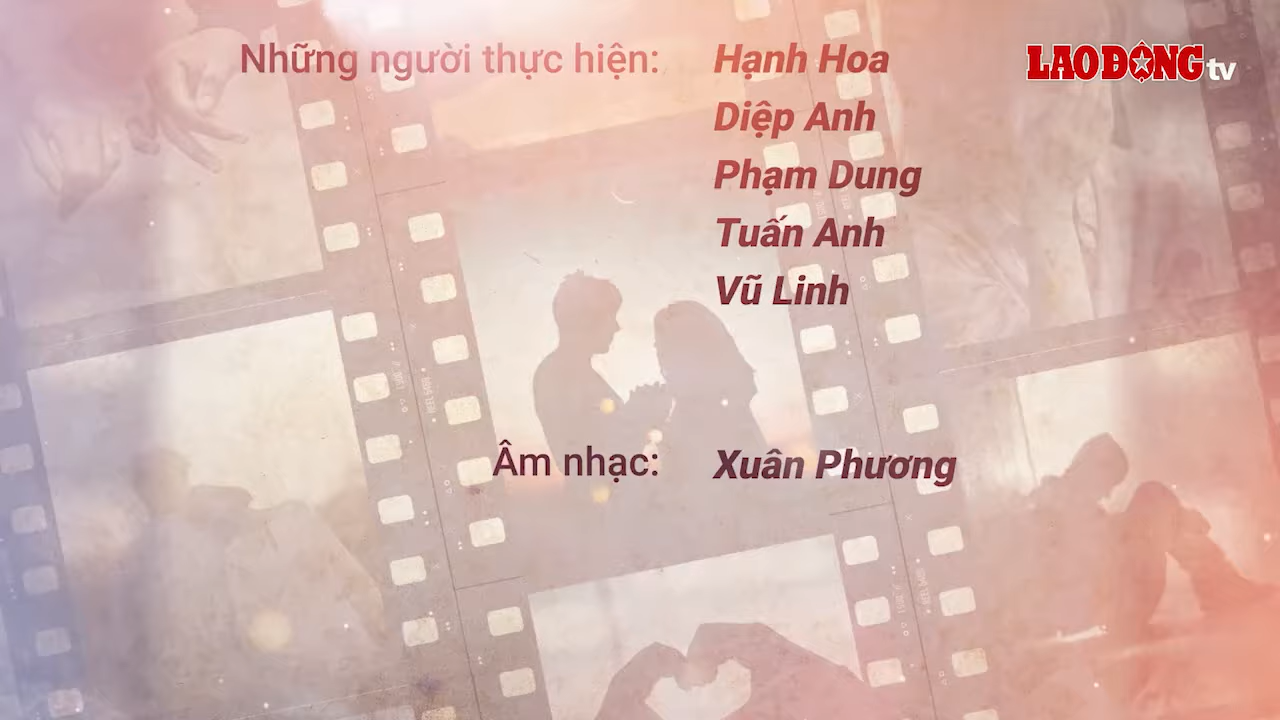 Những người thực hiện: Hạnh Hoa
LAO ĐỘNG tv
Diệp Anh
Phạm Dung
Tuấn Anh
Vũ Linh
Âm nhạc: Xuân Phương